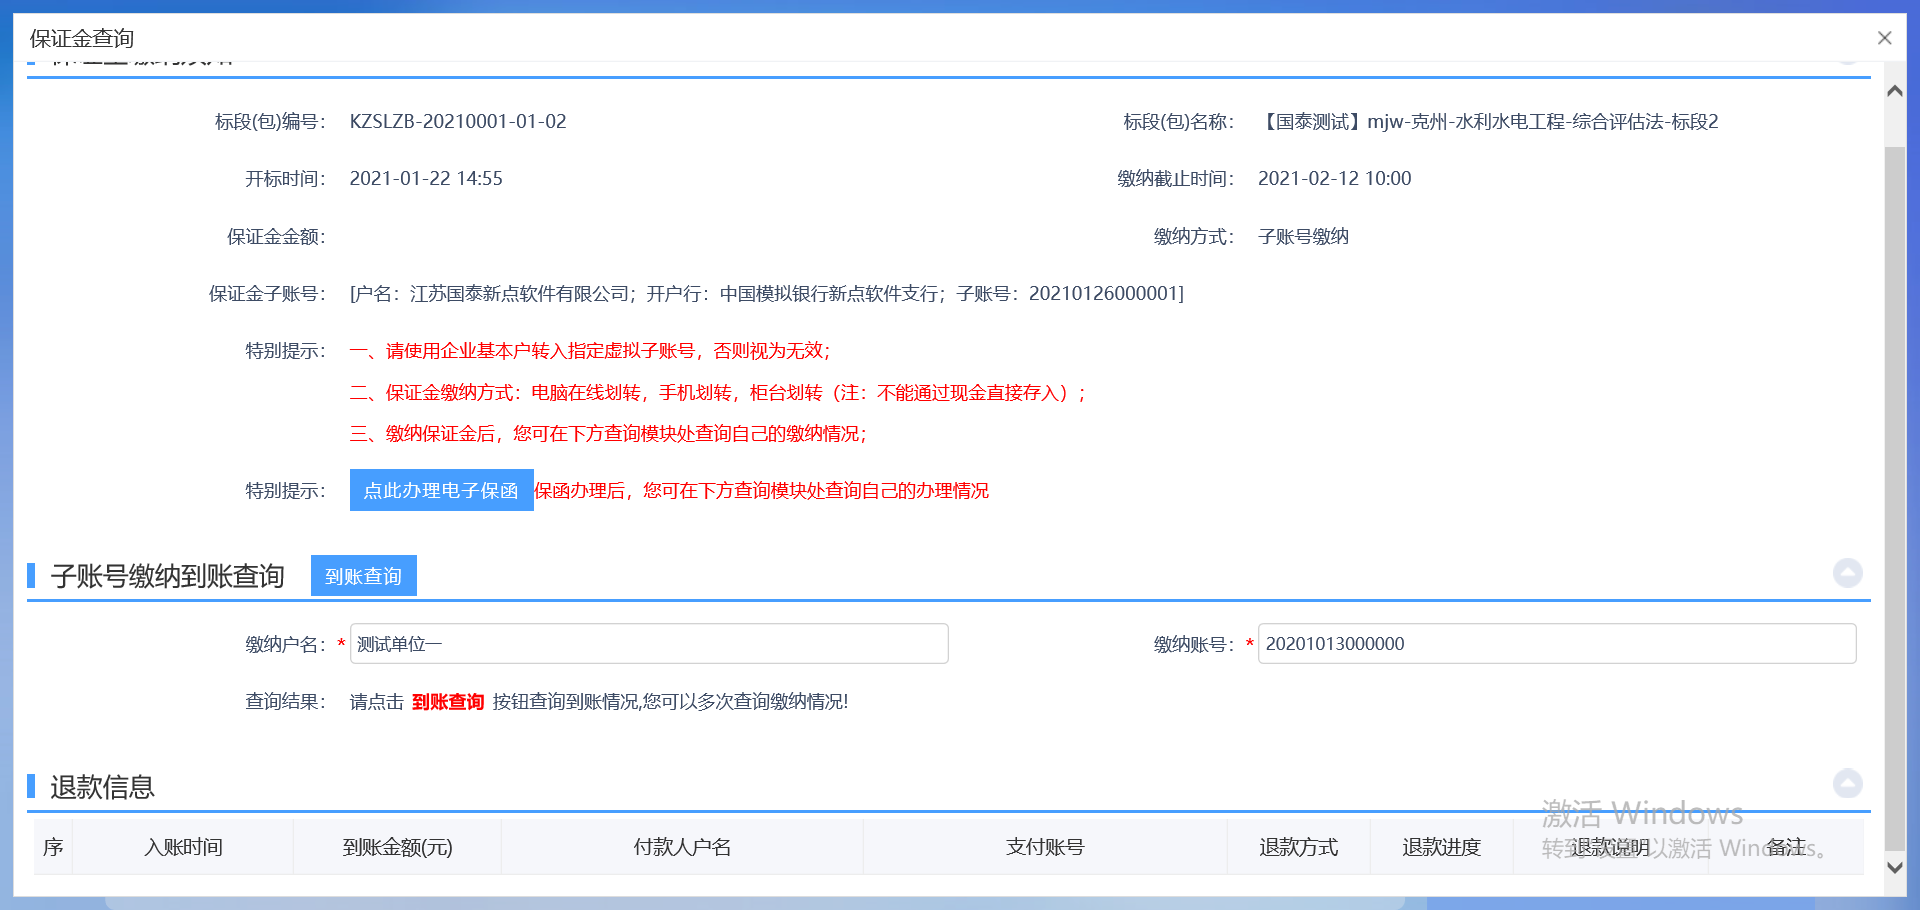 保证金查询
标段(包)编号： KZSLZB-20210001-01-02
标段(包)名称： 【国泰测试】mjw-克州-水利水电工程-综合评估法-标段2
开标时间： 2021-01-22 14:55
缴纳截止时间： 2021-02-12 10:00
保证金金额：
缴纳方式： 子账号缴纳
保证金子账号： [户名：江苏国泰新点软件有限公司；开户行：中国模拟银行新点软件支行；子账号：20210126000001]
特别提示： 一、请使用企业基本户转入指定虚拟子账号，否则视为无效；
二、保证金缴纳方式：电脑在线划转，手机划转，柜台划转（注：不能通过现金直接存入）；
三、缴纳保证金后，您可在下方查询模块处查询自己的缴纳情况；
特别提示： 点此办理电子保函 保函办理后，您可在下方查询模块处查询自己的办理情况
子账号缴纳到账查询 到账查询
缴纳户名：* 测试单位一
缴纳账号：* 20201013000000
查询结果： 请点击 到账查询 按钮查询到账情况,您可以多次查询缴纳情况!
退款信息
序 入账时间 到账金额(元) 付款人户名 支付账号 退款方式 退款进度 退款说明 备注
激活 Windows
转到"设置"以激活 Windows。